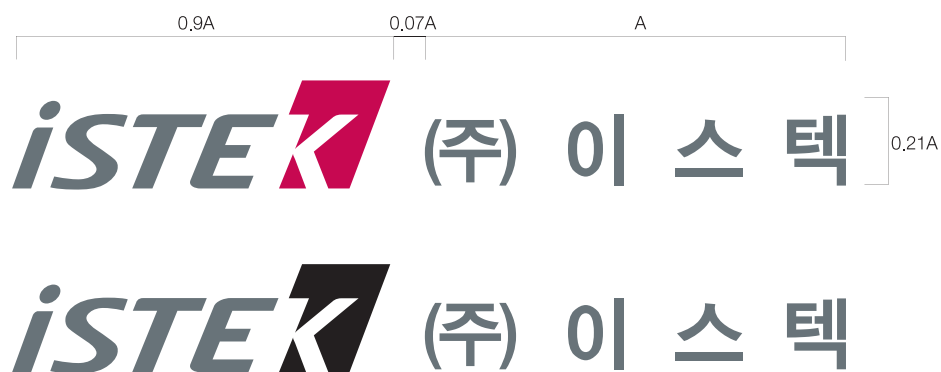 0.9A 0.07A A
iSTEK (주) 이 스 텍
0.21A
iSTEK (주) 이 스 텍